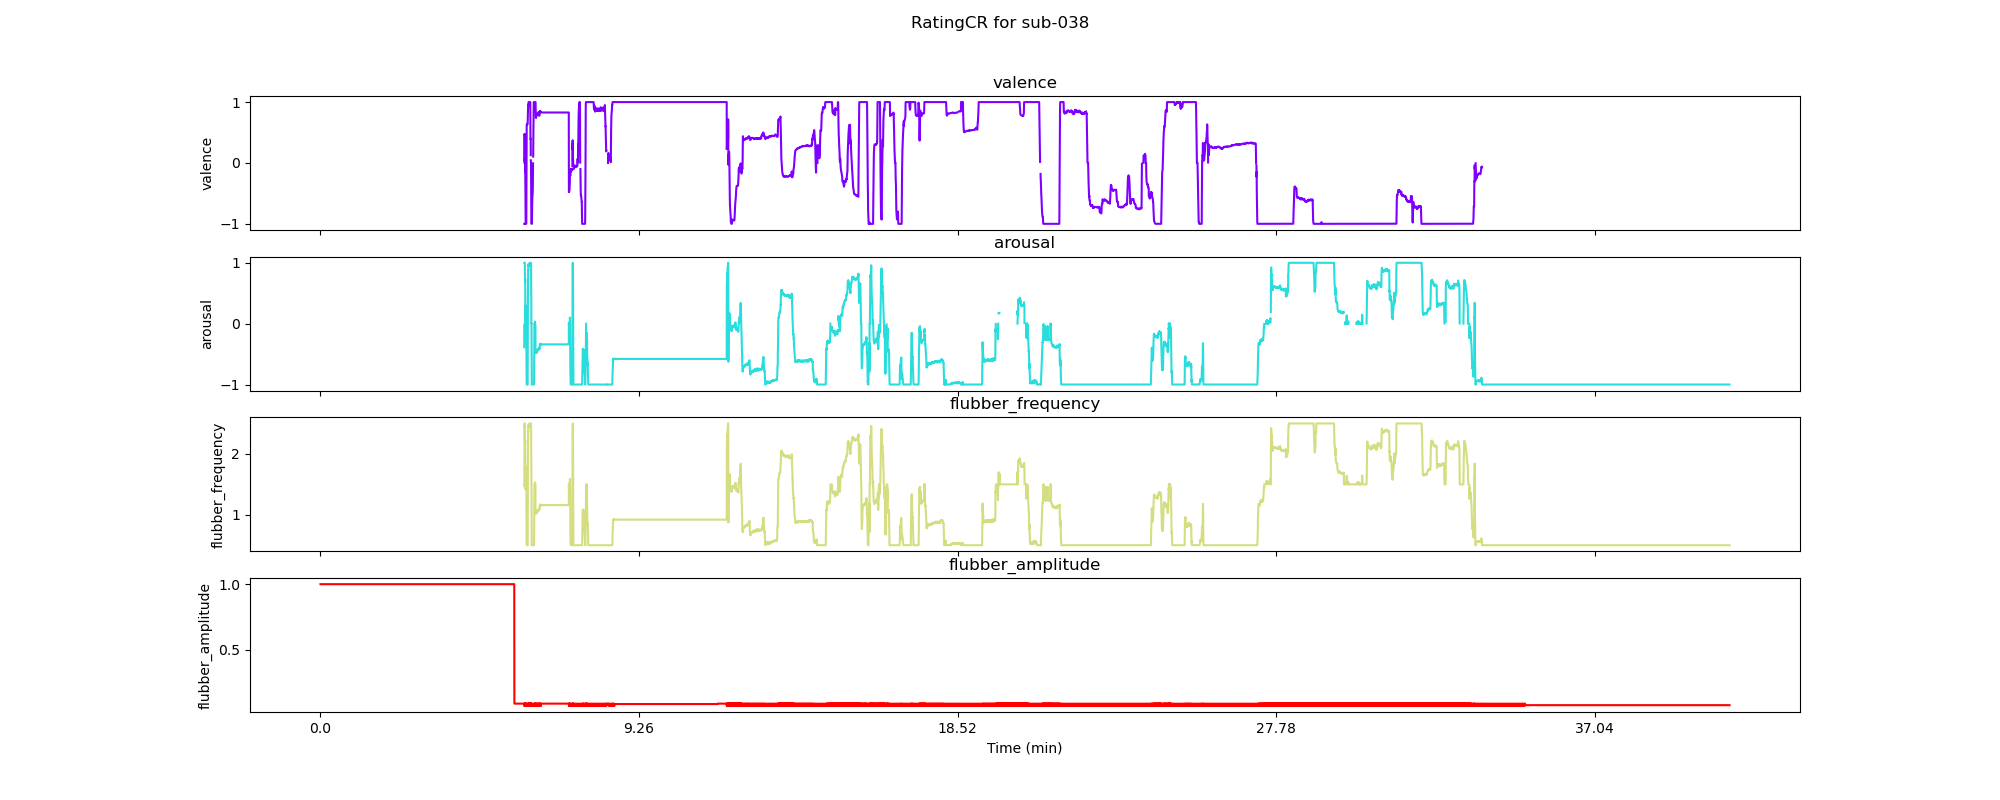 RatingCR for sub-038
valence
valence
1
0
−1
arousal
arousal
1
0
−1
flubber_frequency
flubber_frequency
2
1
flubber_amplitude
flubber_amplitude
1.0
0.5
0.0 9.26 18.52 27.78 37.04
Time (min)